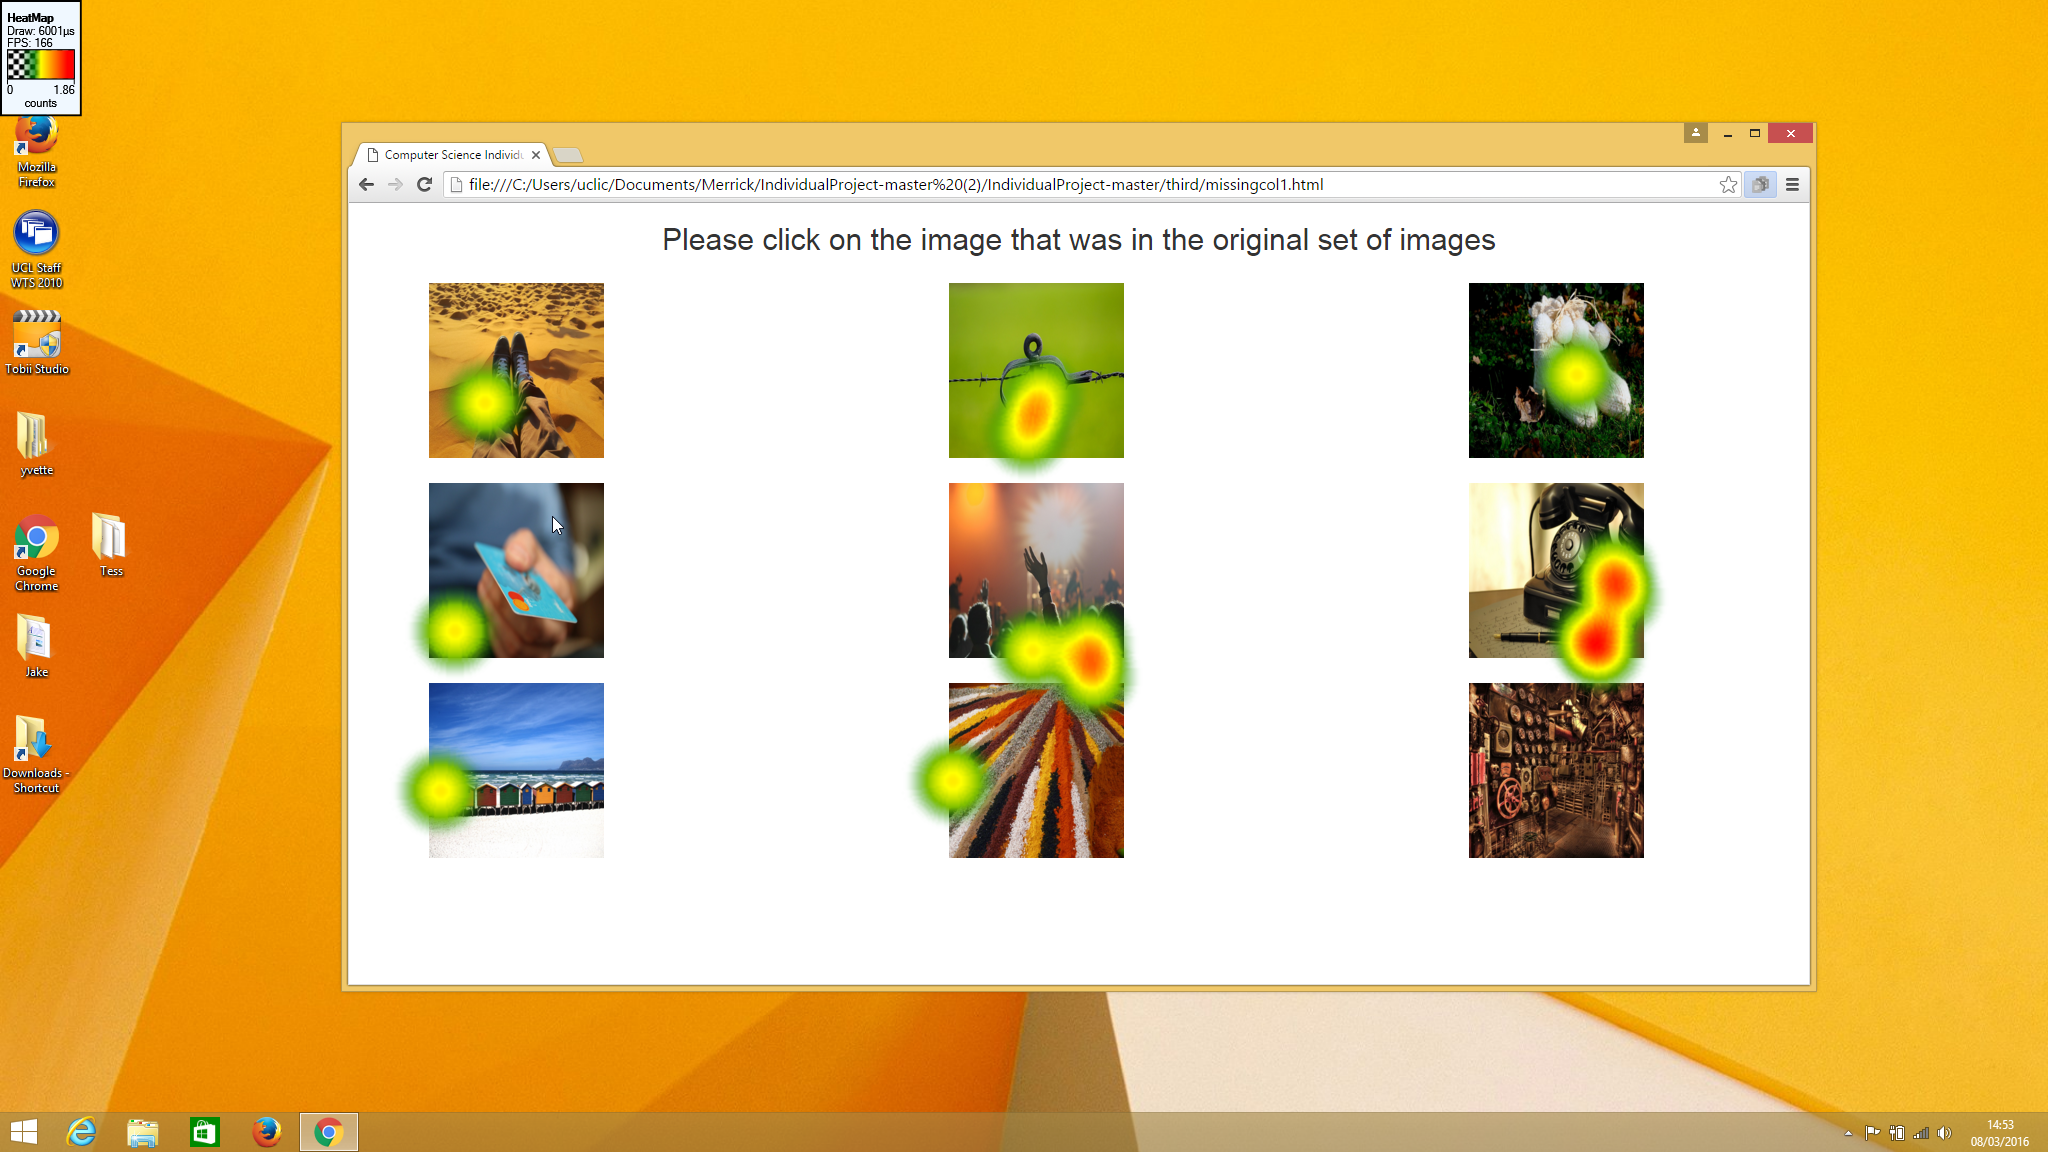 HeatMap
Draw: 6001µs
FPS: 166
0 1.86
counts
Mozilla
Firefox
UCL Staff
WTS 2010
Tobii Studio
yvette
Google
Chrome
Tess
Jake
Downloads -
Shortcut
Computer Science Individu
file:///C:/Users/uclic/Documents/Merrick/IndividualProject-master%20(2)/IndividualProject-master/third/missingcol1.html
Please click on the image that was in the original set of images
14:53
08/03/2016